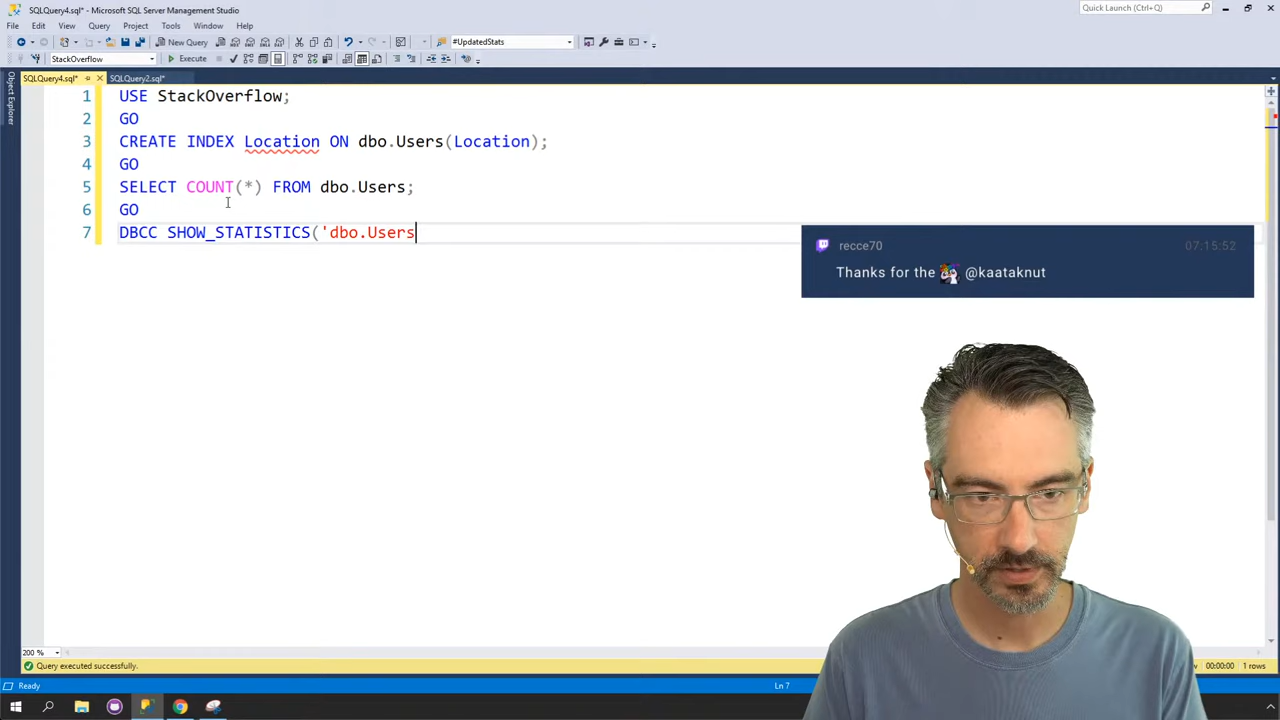 SQLQuery4.sql* - Microsoft SQL Server Management Studio
Quick Launch (Ctrl+Q)
File Edit View Query Project Tools Window Help
New Query
#UpdatedStats
StackOverflow
Execute
SQLQuery4.sql*
SQLQuery2.sql*
Object Explorer
1 USE StackOverflow;
2 GO
3 CREATE INDEX Location ON dbo.Users(Location);
4 GO
5 SELECT COUNT(*) FROM dbo.Users;
6 GO
7 DBCC SHOW_STATISTICS('dbo.Users
recce70
07:15:52
Thanks for the @kaataknut
200 %
Query executed successfully.
00:00:00
1 rows
Ready
Ln 7